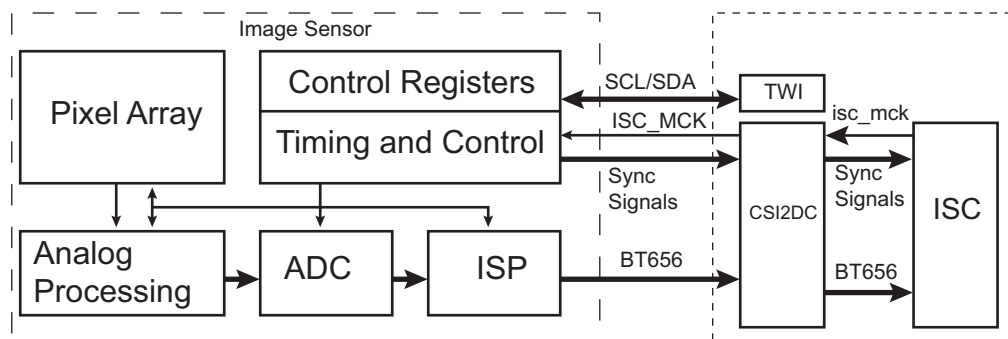 Image Sensor
Pixel Array
Control Registers
Timing and Control
SCL/SDA
TWI
ISC_MCK
isc_mck
Sync
Signals
CSI2DC
Sync
Signals
ISC
Analog
Processing
ADC
ISP
BT656
BT656